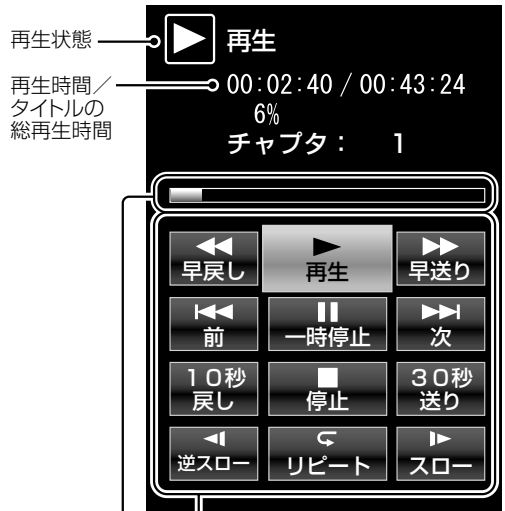 再生状態
再生
再生時間／
タイトルの
総再生時間
00:02:40 / 00:43:24
6%
チャプタ： 1
早戻し
再生
早送り
前
一時停止
次
10秒
戻し
停止
30秒
送り
逆スロー
リピート
スロー